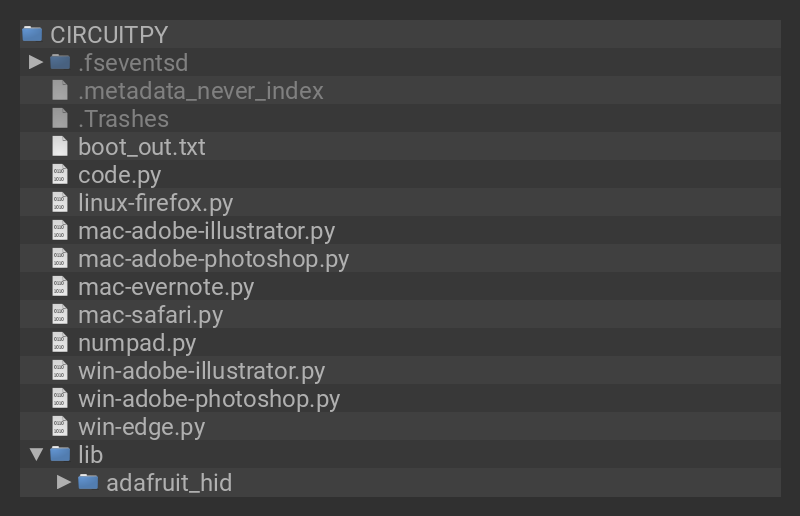 CIRCUITPY
.fseventsd
.metadata_never_index
.Trashes
boot_out.txt
code.py
linux-firefox.py
mac-adobe-illustrator.py
mac-adobe-photoshop.py
mac-evernote.py
mac-safari.py
numpad.py
win-adobe-illustrator.py
win-adobe-photoshop.py
win-edge.py
lib
adafruit_hid